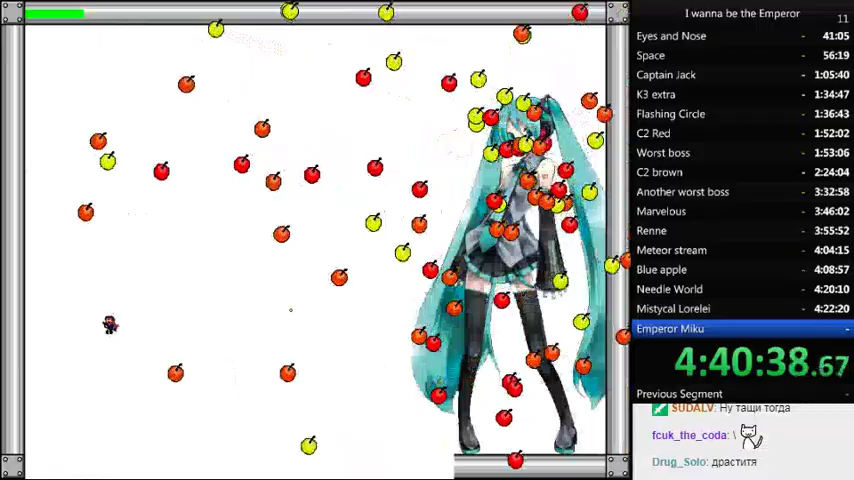 I wanna be the Emperor
11
Eyes and Nose - 41:05
Space - 56:19
Captain Jack - 1:05:40
K3 extra - 1:34:47
Flashing Circle - 1:36:43
C2 Red - 1:52:02
Worst boss - 1:53:06
C2 brown - 2:24:04
Another worst boss - 3:32:58
Marvelous - 3:46:02
Renne - 3:55:52
Meteor stream - 4:04:15
Blue apple - 4:08:57
Needle World - 4:20:10
Mistycal Lorelei - 4:22:20
Emperor Miku -
4:40:38.67
Previous Segment -
SUDALV: Ну тащи тогда
fcuk_the_coda: \
Drug_Solo: драститя